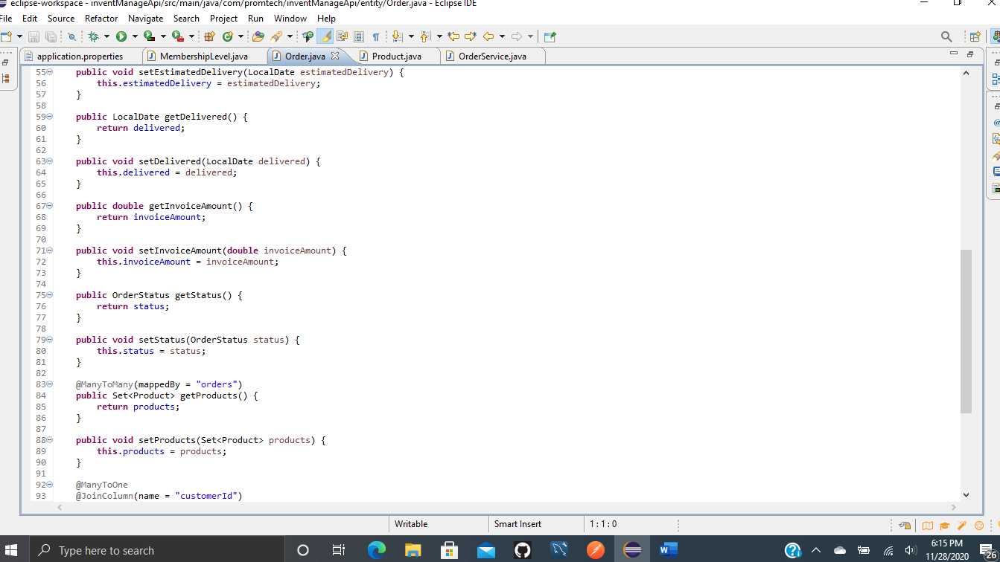 eclipse-workspace - inventManageApi/src/main/java/com/promtech/inventManageApi/entity/Order.java - Eclipse IDE
File Edit Source Refactor Navigate Search Project Run Window Help
application.properties MembershipLevel.java Order.java Product.java OrderService.java
55 public void setEstimatedDelivery(LocalDate estimatedDelivery) {
56 this.estimatedDelivery = estimatedDelivery;
57 }
58
59 public LocalDate getDelivered() {
60 return delivered;
61 }
62
63 public void setDelivered(LocalDate delivered) {
64 this.delivered = delivered;
65 }
66
67 public double getInvoiceAmount() {
68 return invoiceAmount;
69 }
70
71 public void setInvoiceAmount(double invoiceAmount) {
72 this.invoiceAmount = invoiceAmount;
73 }
74
75 public OrderStatus getStatus() {
76 return status;
77 }
78
79 public void setStatus(OrderStatus status) {
80 this.status = status;
81 }
82
83 @ManyToMany(mappedBy = "orders")
84 public Set<Product> getProducts() {
85 return products;
86 }
87
88 public void setProducts(Set<Product> products) {
89 this.products = products;
90 }
91
92 @ManyToOne
93 @JoinColumn(name = "customerId")
Writable Smart Insert 1 : 1 : 0
Type here to search
6:15 PM
11/28/2020
26